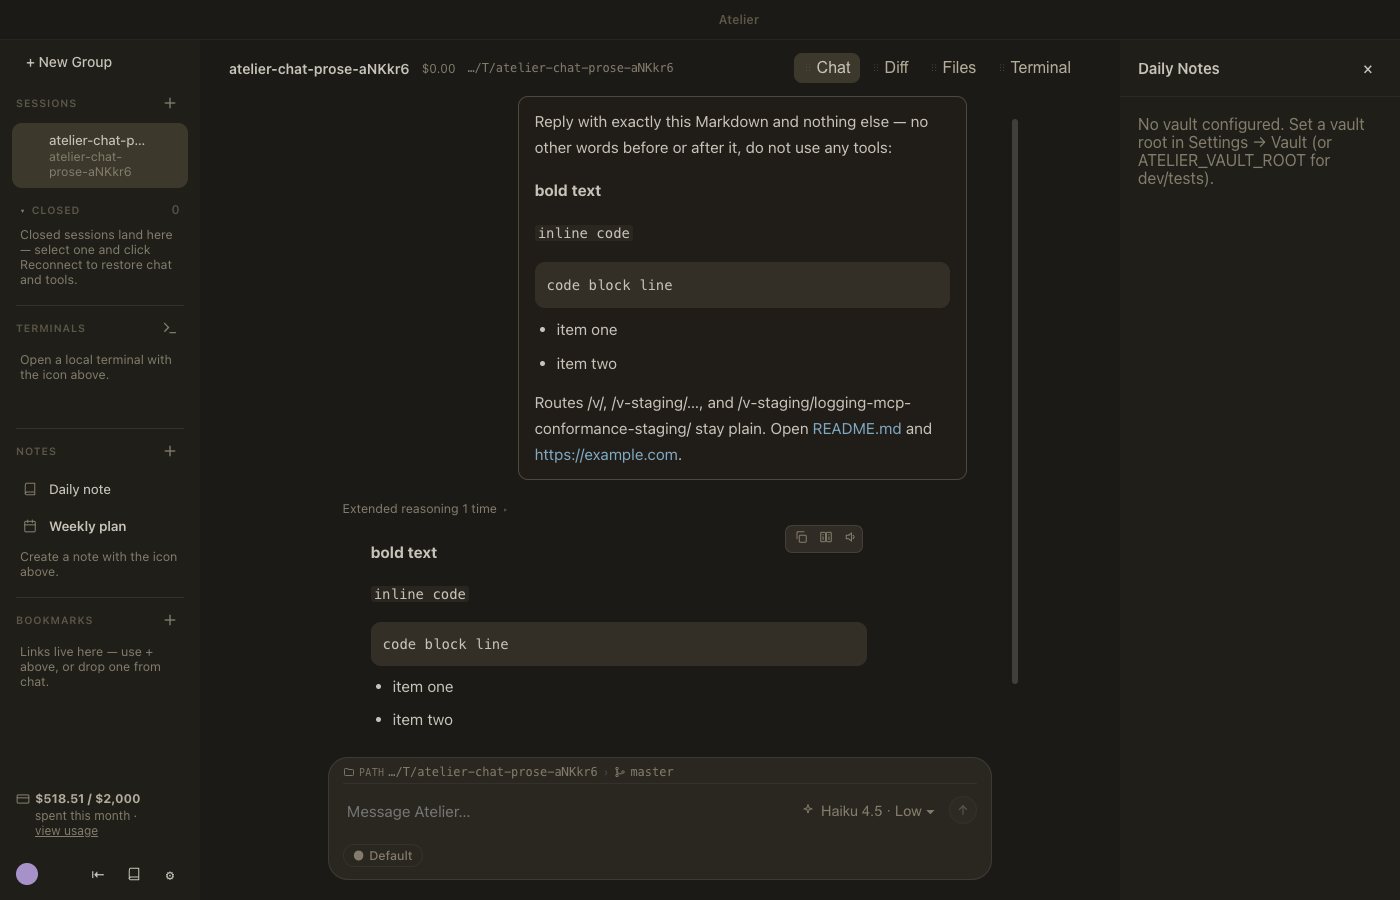 Atelier
+ New Group
SESSIONS
atelier-chat-p...
atelier-chat-
prose-aNKkr6
CLOSED
0
Closed sessions land here
— select one and click
Reconnect to restore chat
and tools.
TERMINALS
Open a local terminal with
the icon above.
NOTES
Daily note
Weekly plan
Create a note with the icon
above.
BOOKMARKS
Links live here — use +
above, or drop one from
chat.
$518.51 / $2,000
spent this month ·
view usage
atelier-chat-prose-aNKkr6
$0.00
…/T/atelier-chat-prose-aNKkr6
Chat
Diff
Files
Terminal
Reply with exactly this Markdown and nothing else — no
other words before or after it, do not use any tools:
bold text
inline code
code block line
• item one
• item two
Routes /v/, /v-staging/..., and /v-staging/logging-mcp-
conformance-staging/ stay plain. Open README.md and
https://example.com.
Extended reasoning 1 time
bold text
inline code
code block line
• item one
• item two
PATH …/T/atelier-chat-prose-aNKkr6 › master
Message Atelier...
Haiku 4.5 · Low
Default
Daily Notes
No vault configured. Set a vault
root in Settings → Vault (or
ATELIER_VAULT_ROOT for
dev/tests).